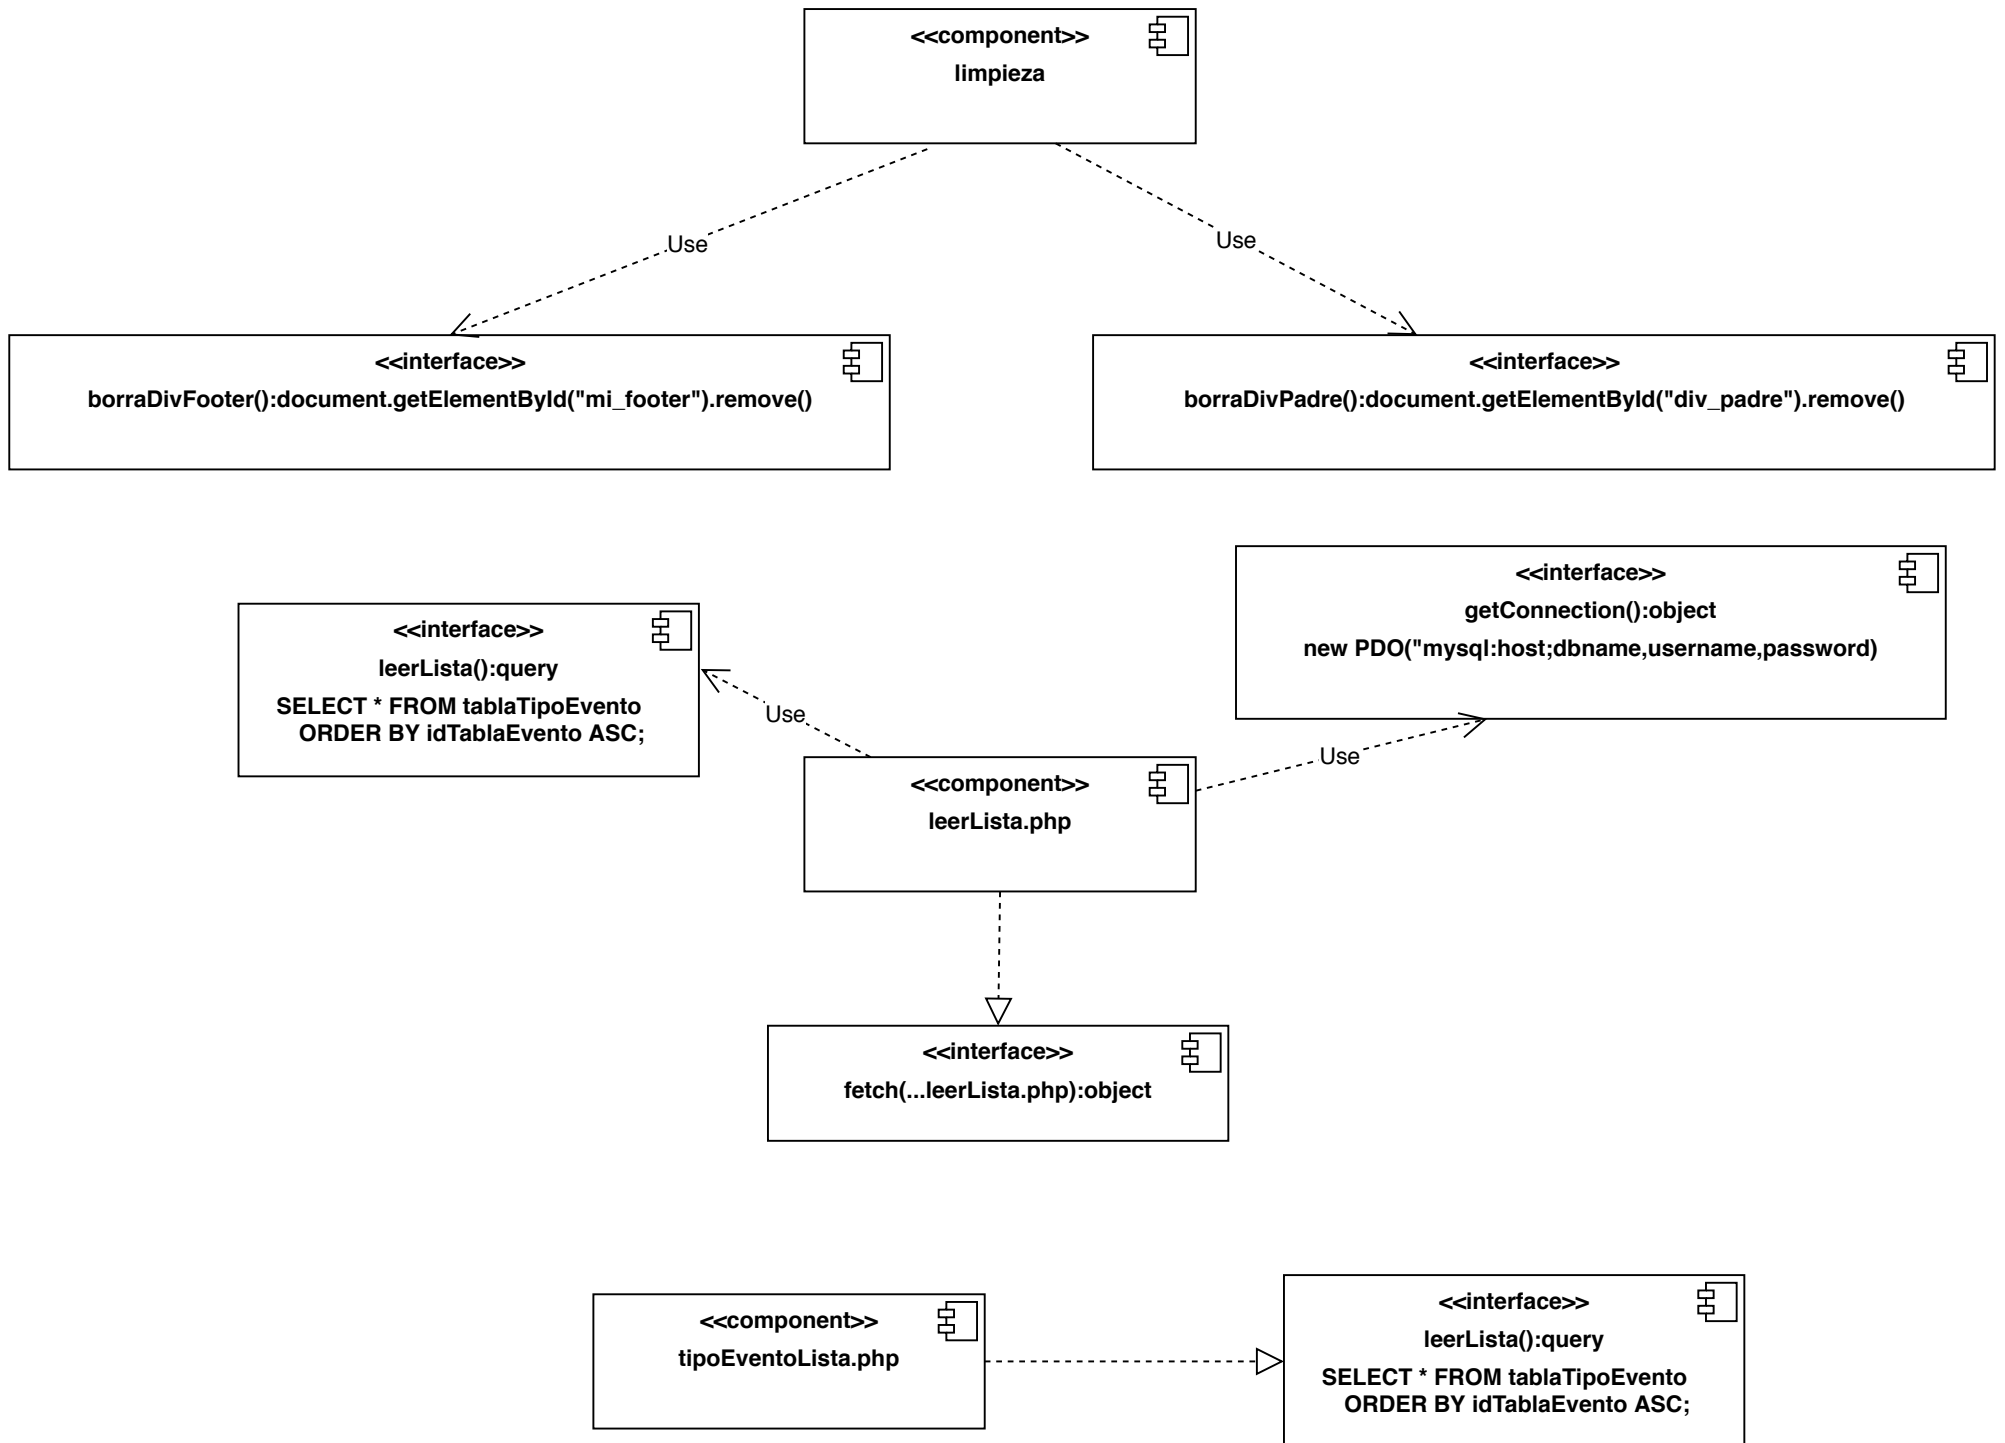 <<component>>
limpieza
Use
Use
<<interface>>
borraDivFooter():document.getElementById("mi_footer").remove()
<<interface>>
borraDivPadre():document.getElementById("div_padre").remove()
<<interface>>
getConnection():object
new PDO("mysql:host;dbname,username,password)
<<interface>>
leerLista():query
SELECT * FROM tablaTipoEvento
ORDER BY idTablaEvento ASC;
Use
Use
<<component>>
leerLista.php
<<interface>>
fetch(...leerLista.php):object
<<component>>
tipoEventoLista.php
<<interface>>
leerLista():query
SELECT * FROM tablaTipoEvento
ORDER BY idTablaEvento ASC;